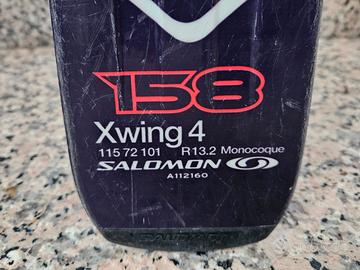 158
Xwing 4
115 72 101 R13.2 Monocoque
SALOMON
A112160